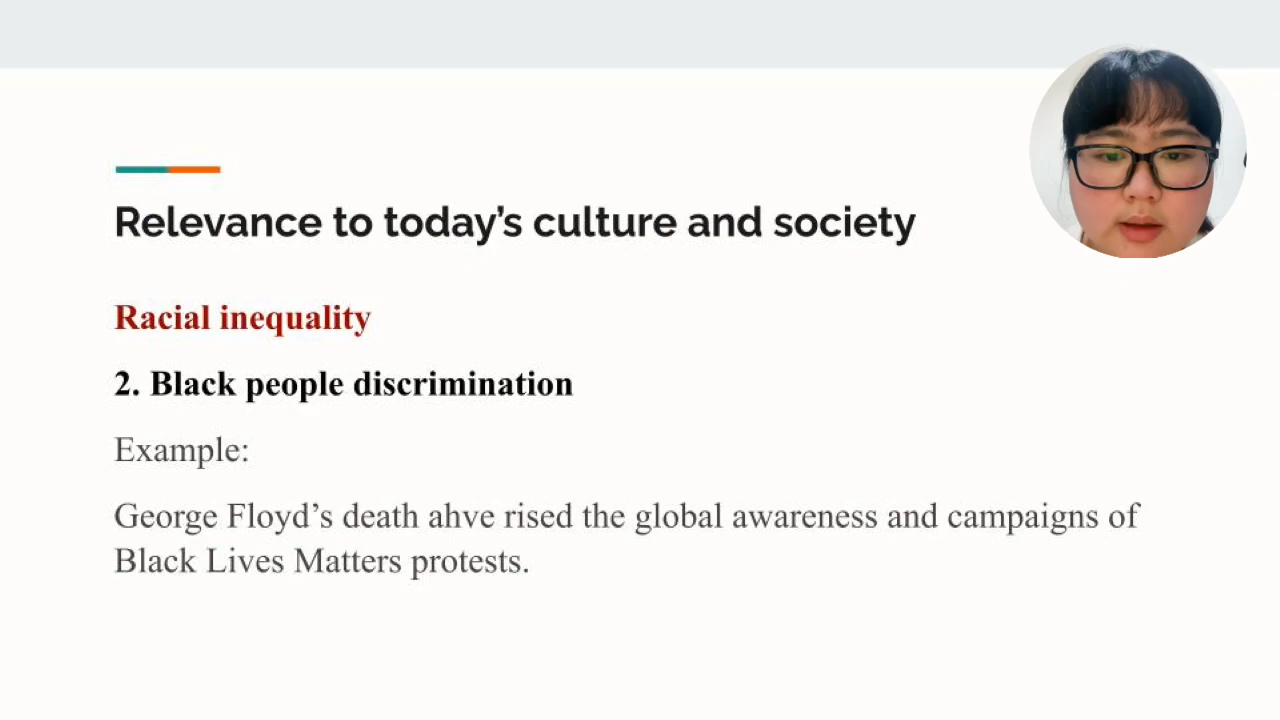 Relevance to today’s culture and society
Racial inequality
2. Black people discrimination
Example:
George Floyd’s death ahve rised the global awareness and campaigns of
Black Lives Matters protests.